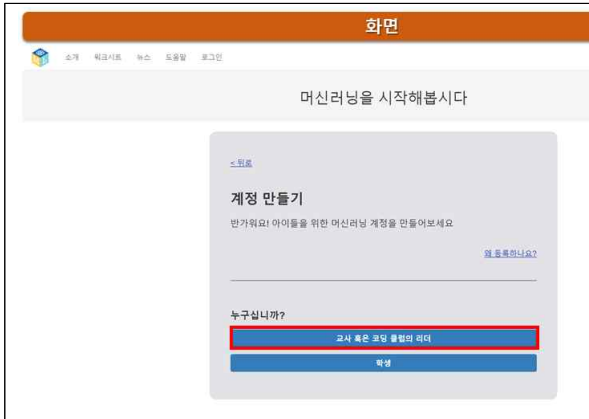 화면
소개 워크시트 뉴스 도움말 로그인
머신러닝을 시작해봅시다
< 뒤로
계정 만들기
반가워요! 아이들을 위한 머신러닝 계정을 만들어보세요
왜 등록하나요?
누구십니까?
교사 혹은 코딩 클럽의 리더
학생